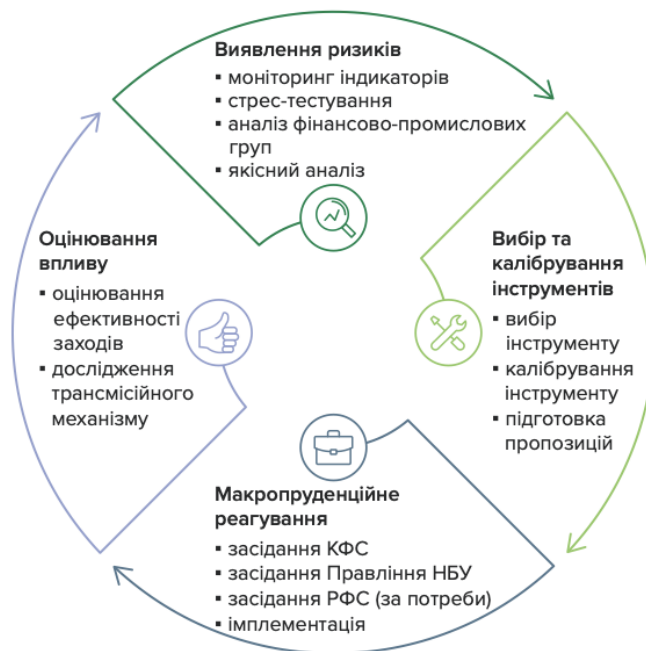 Виявлення ризиків
▪ моніторинг індикаторів
▪ стрес-тестування
▪ аналіз фінансово-промислових
груп
▪ якісний аналіз
Вибір та
калібрування
інструментів
▪ вибір
інструменту
▪ калібрування
інструменту
▪ підготовка
пропозицій
Макропруденційне
реагування
▪ засідання КФС
▪ засідання Правління НБУ
▪ засідання РФС (за потреби)
▪ імплементація
Оцінювання
впливу
▪ оцінювання
ефективності
заходів
▪ дослідження
трансмісійного
механізму